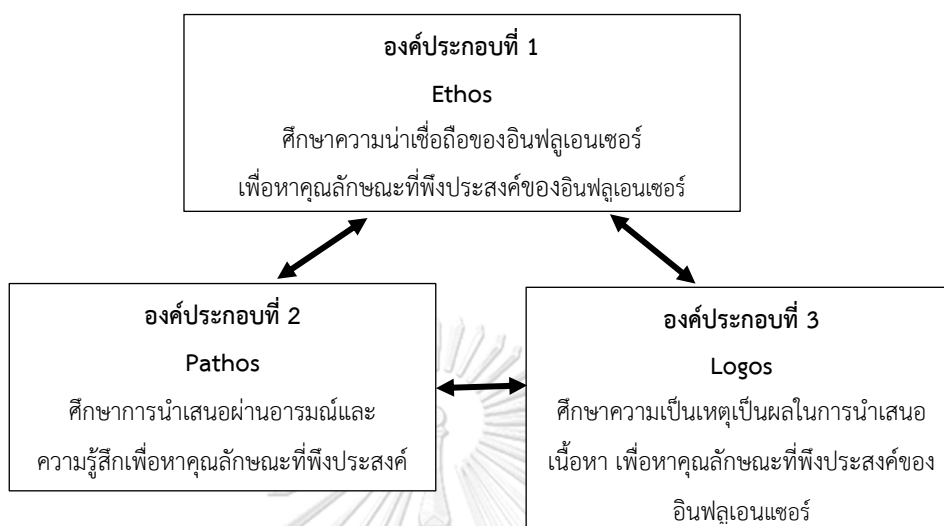 องค์ประกอบที่ 1
Ethos
ศึกษาความน่าเชื่อถือของอินฟลูเอนเซอร์
เพื่อหาคุณลักษณะที่พึงประสงค์ของอินฟลูเอนเซอร์
องค์ประกอบที่ 2
Pathos
ศึกษาการนำเสนอผ่านอารมณ์และ
ความรู้สึกเพื่อหาคุณลักษณะที่พึงประสงค์
องค์ประกอบที่ 3
Logos
ศึกษาความเป็นเหตุเป็นผลในการนำเสนอ
เนื้อหา เพื่อหาคุณลักษณะที่พึงประสงค์ของ
อินฟลูเอนแซอร์